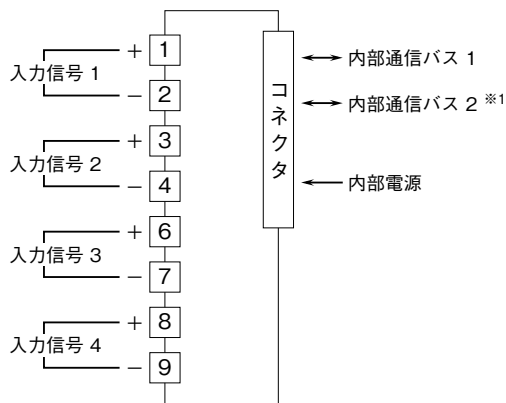 入力信号 1
+ 1
− 2
入力信号 2
+ 3
− 4
入力信号 3
+ 6
− 7
入力信号 4
+ 8
− 9
コネクタ
内部通信バス 1
内部通信バス 2 ※1
内部電源